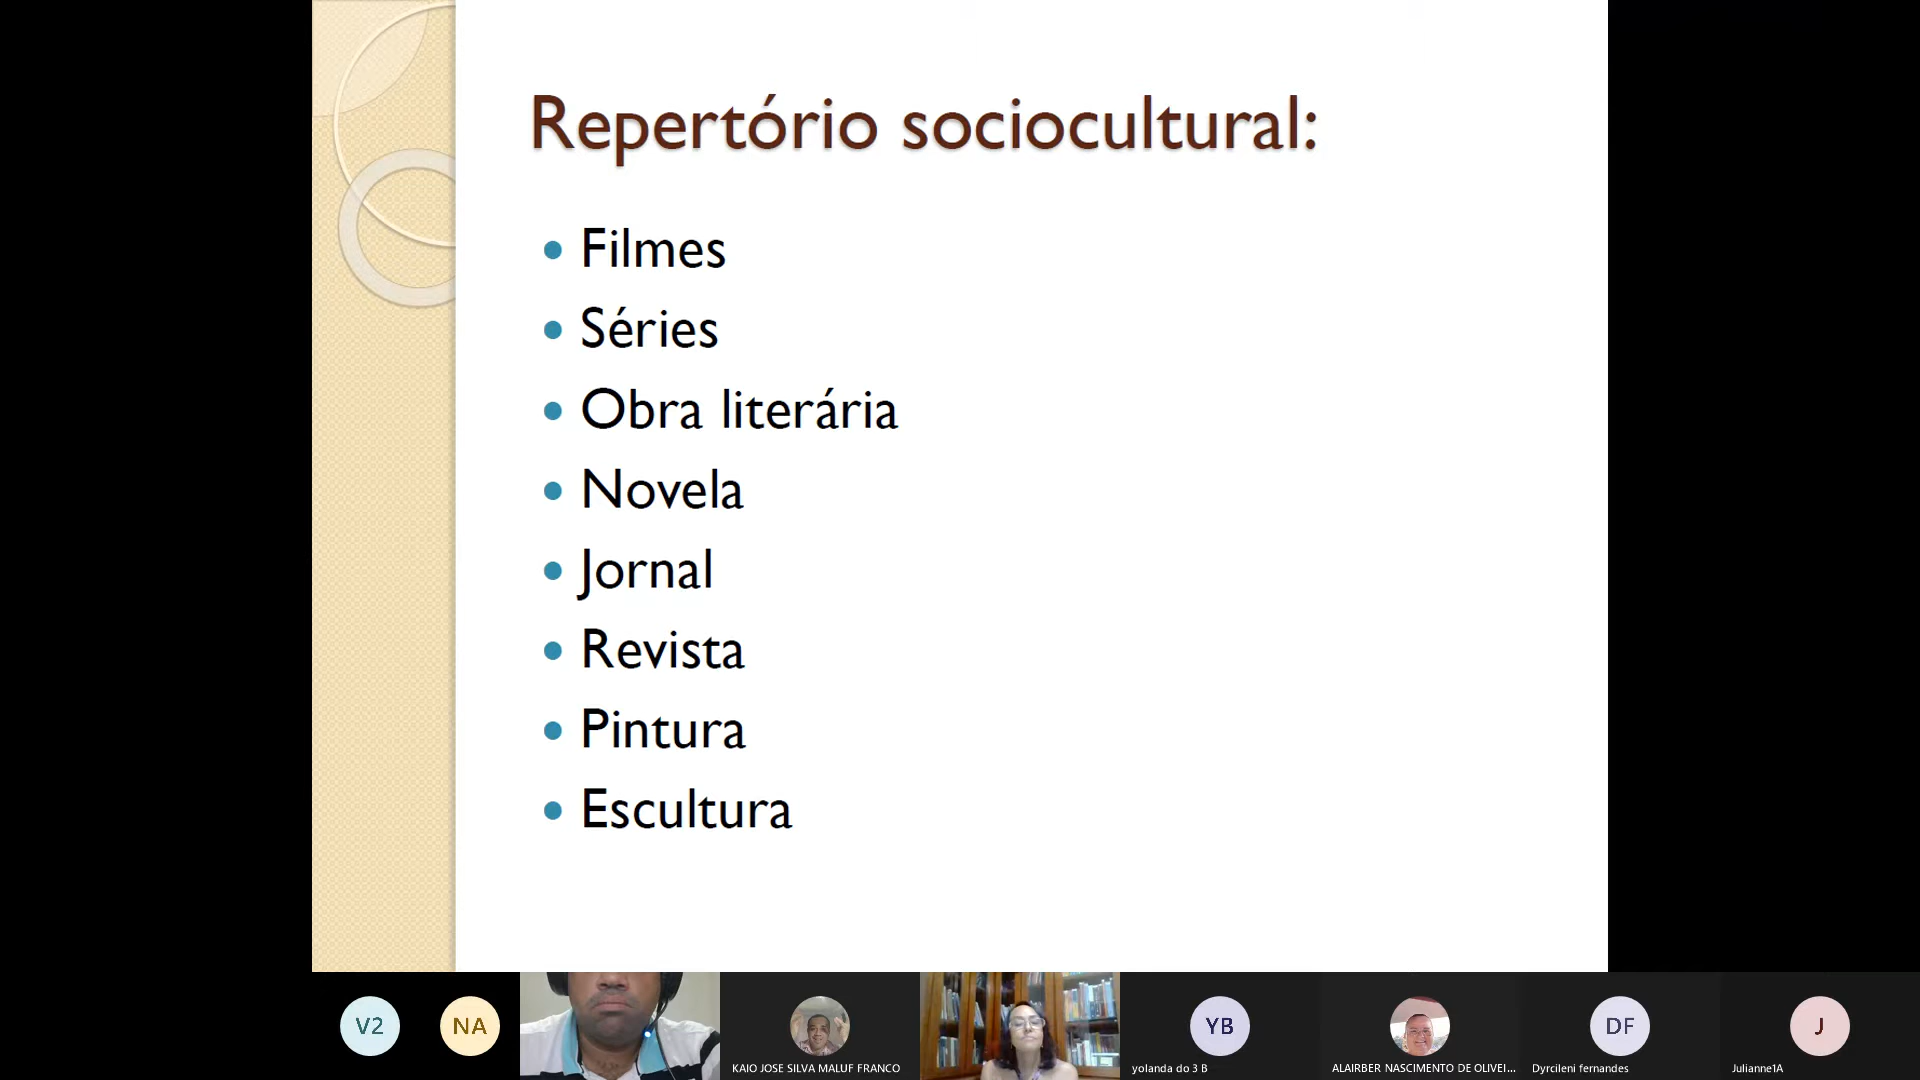 Repertório sociocultural:
Filmes
Séries
Obra literária
Novela
Jornal
Revista
Pintura
Escultura
V2
NA
KAIO JOSE SILVA MALUF FRANCO
YB
yolanda do 3 B
ALAIRBER NASCIMENTO DE OLIVEI...
DF
Dyrcileni fernandes
J
Julianne1A